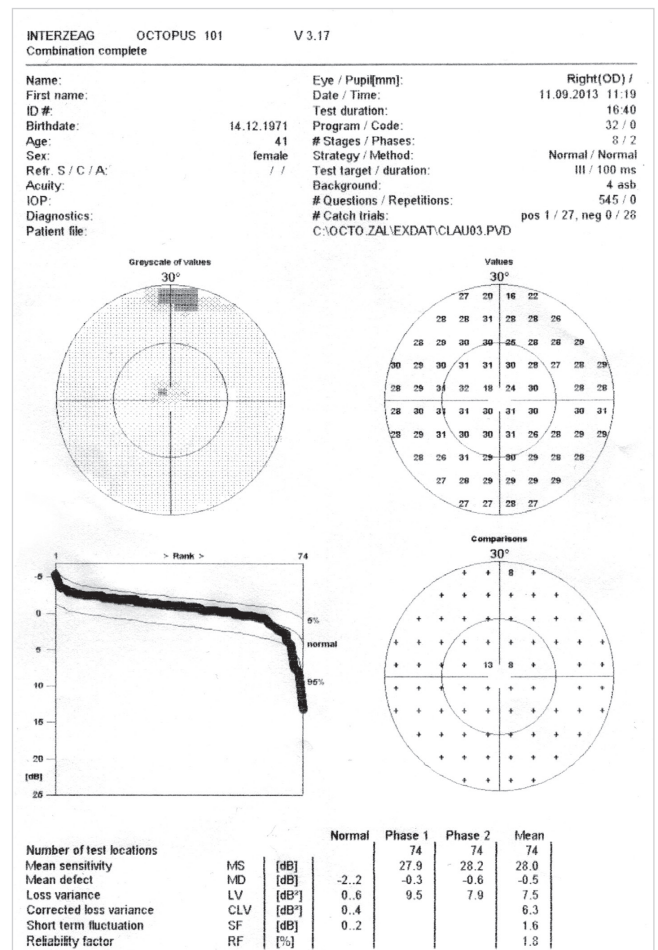 INTERZEAG OCTOPUS 101 V 3.17
Combination complete
Name: Eye / Pupil[mm]: Right(OD) /
First name: Date / Time: 11.09.2013 11:19
ID #: Test duration: 16:40
Birthdate: 14.12.1971 Program / Code: 32 / 0
Age: 41 # Stages / Phases: 8 / 2
Sex: female Strategy / Method: Normal / Normal
Refr. S / C / A: / / Test target / duration: III / 100 ms
Acuity: Background: 4 asb
IOP: # Questions / Repetitions: 545 / 0
Diagnostics: # Catch trials: pos 1 / 27, neg 0 / 28
Patient file: C:\OCTO.ZAL\EXDAT\CLAU03.PVD
Greyscale of values
30°
Values
30°
27 20 16 22
28 28 31 28 28 26
28 29 30 30 25 28 28 29
30 29 30 31 31 30 28 27 28 29
28 29 31 32 18 24 30 28 28
28 30 31 31 30 31 30 30 31
28 29 31 30 30 31 26 28 29 29
28 26 31 29 30 29 28 28
27 28 29 29 29 29
27 27 28 27
1 > Rank > 74
-5
0
5
10
15
20
[dB]
25
5%
normal
95%
Comparisons
30°
+ + 8 +
+ + + + + +
+ + + + + + + +
+ + + + + + + + + +
+ + + + 13 8 + + +
+ + + + + + + + +
+ + + + + + + + + +
+ + + + + + + +
+ + + + + +
+ + + +
Normal Phase 1 Phase 2 Mean
Number of test locations 74 74 74
Mean sensitivity MS [dB] 27.9 28.2 28.0
Mean defect MD [dB] -2..2 -0.3 -0.6 -0.5
Loss variance LV [dB²] 0..6 9.5 7.9 7.5
Corrected loss variance CLV [dB²] 0..4 6.3
Short term fluctuation SF [dB] 0..2 1.6
Reliability factor RF [%] 1.8